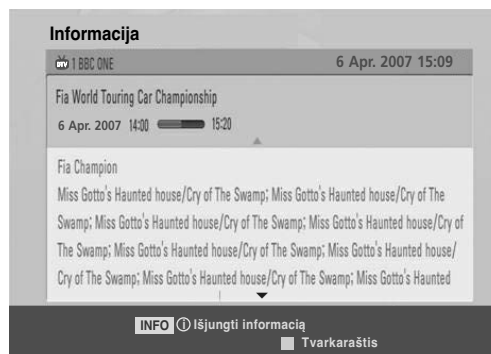 Informacija
DTV 1 BBC ONE 6 Apr. 2007 15:09
Fia World Touring Car Championship
6 Apr. 2007 14:00 15:20
Fia Champion
Miss Gotto's Haunted house/Cry of The Swamp; Miss Gotto's Haunted house/Cry of The
Swamp; Miss Gotto's Haunted house/Cry of The Swamp; Miss Gotto's Haunted house/Cry of
The Swamp; Miss Gotto's Haunted house/Cry of The Swamp; Miss Gotto's Haunted house/
Cry of The Swamp; Miss Gotto's Haunted house/Cry of The Swamp; Miss Gotto's Haunted
INFO ⓘ Išjungti informaciją
Tvarkaraštis